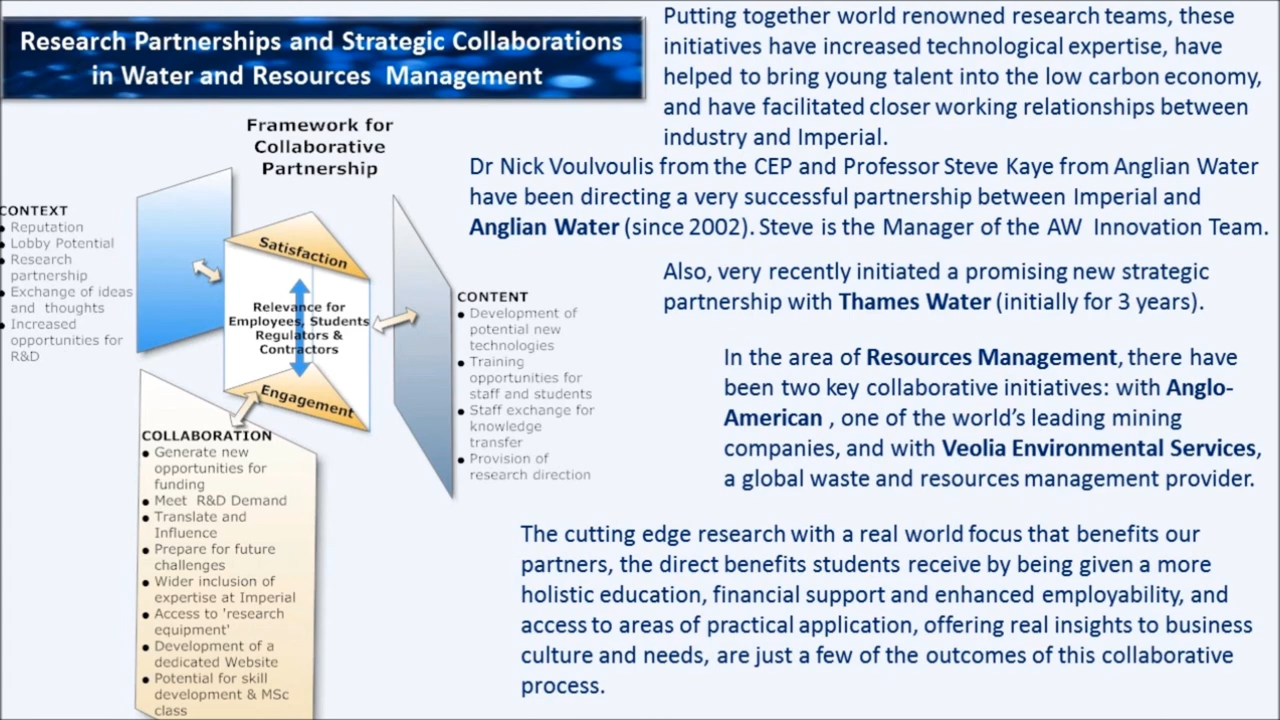 Research Partnerships and Strategic Collaborations
in Water and Resources Management
Putting together world renowned research teams, these
initiatives have increased technological expertise, have
helped to bring young talent into the low carbon economy,
and have facilitated closer working relationships between
industry and Imperial.
Dr Nick Voulvoulis from the CEP and Professor Steve Kaye from Anglian Water
have been directing a very successful partnership between Imperial and
Anglian Water (since 2002). Steve is the Manager of the AW Innovation Team.
Also, very recently initiated a promising new strategic
partnership with Thames Water (initially for 3 years).
In the area of Resources Management, there have
been two key collaborative initiatives: with Anglo-
American , one of the world's leading mining
companies, and with Veolia Environmental Services,
a global waste and resources management provider.
The cutting edge research with a real world focus that benefits our
partners, the direct benefits students receive by being given a more
holistic education, financial support and enhanced employability, and
access to areas of practical application, offering real insights to business
culture and needs, are just a few of the outcomes of this collaborative
process.
Framework for
Collaborative
Partnership
CONTEXT
● Reputation
● Lobby Potential
● Research
partnership
● Exchange of ideas
and thoughts
● Increased
opportunities for
R&D
Satisfaction
Relevance for
Employees, Students
Regulators &
Contractors
Engagement
CONTENT
● Development of
potential new
technologies
● Training
opportunities for
staff and students
● Staff exchange for
knowledge
transfer
● Provision of
research direction
COLLABORATION
● Generate new
opportunities for
funding
● Meet R&D Demand
● Translate and
Influence
● Prepare for future
challenges
● Wider inclusion of
expertise at Imperial
● Access to 'research
equipment'
● Development of a
dedicated Website
● Potential for skill
development & MSc
class